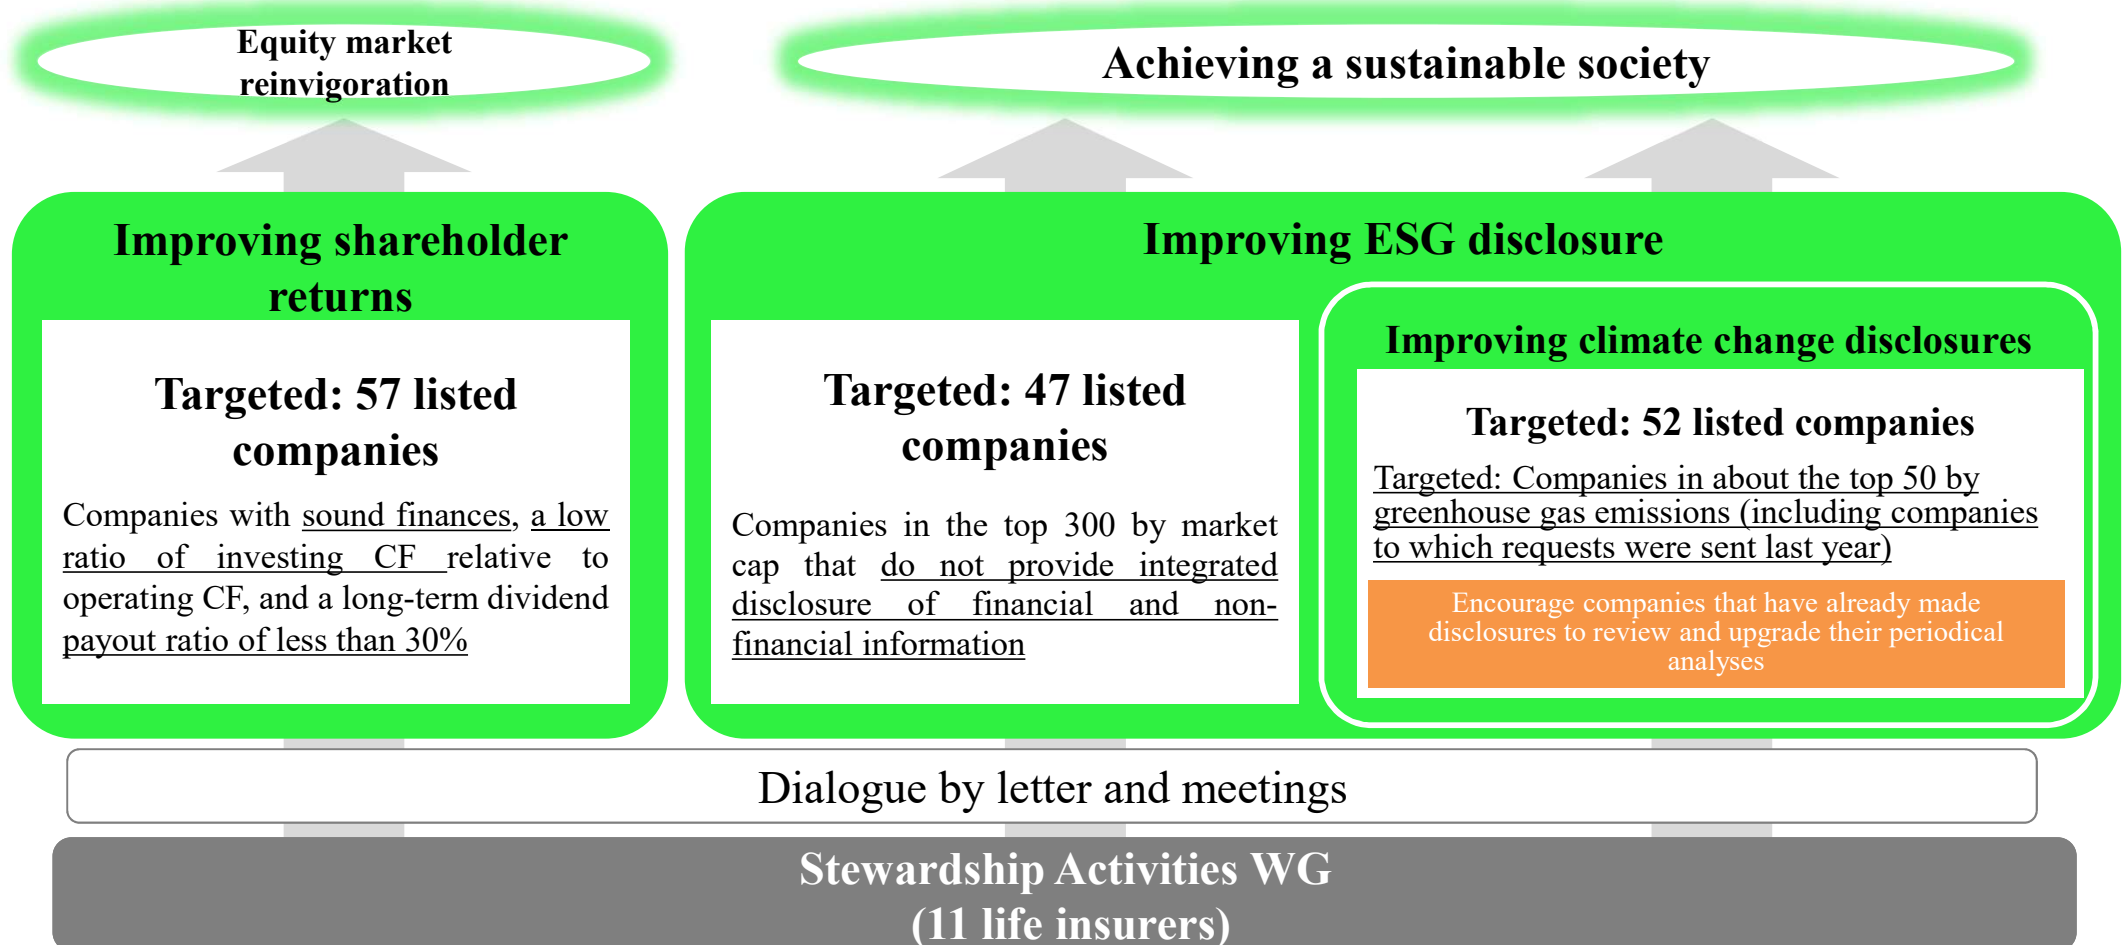 Equity market
reinvigoration
Achieving a sustainable society
Improving shareholder
returns
Targeted: 57 listed
companies
Companies with sound finances, a low
ratio of investing CF relative to
operating CF, and a long-term dividend
payout ratio of less than 30%
Improving ESG disclosure
Targeted: 47 listed
companies
Companies in the top 300 by market
cap that do not provide integrated
disclosure of financial and non-
financial information
Improving climate change disclosures
Targeted: 52 listed companies
Targeted: Companies in about the top 50 by
greenhouse gas emissions (including companies
to which requests were sent last year)
Encourage companies that have already made
disclosures to review and upgrade their periodical
analyses
Dialogue by letter and meetings
Stewardship Activities WG
(11 life insurers)